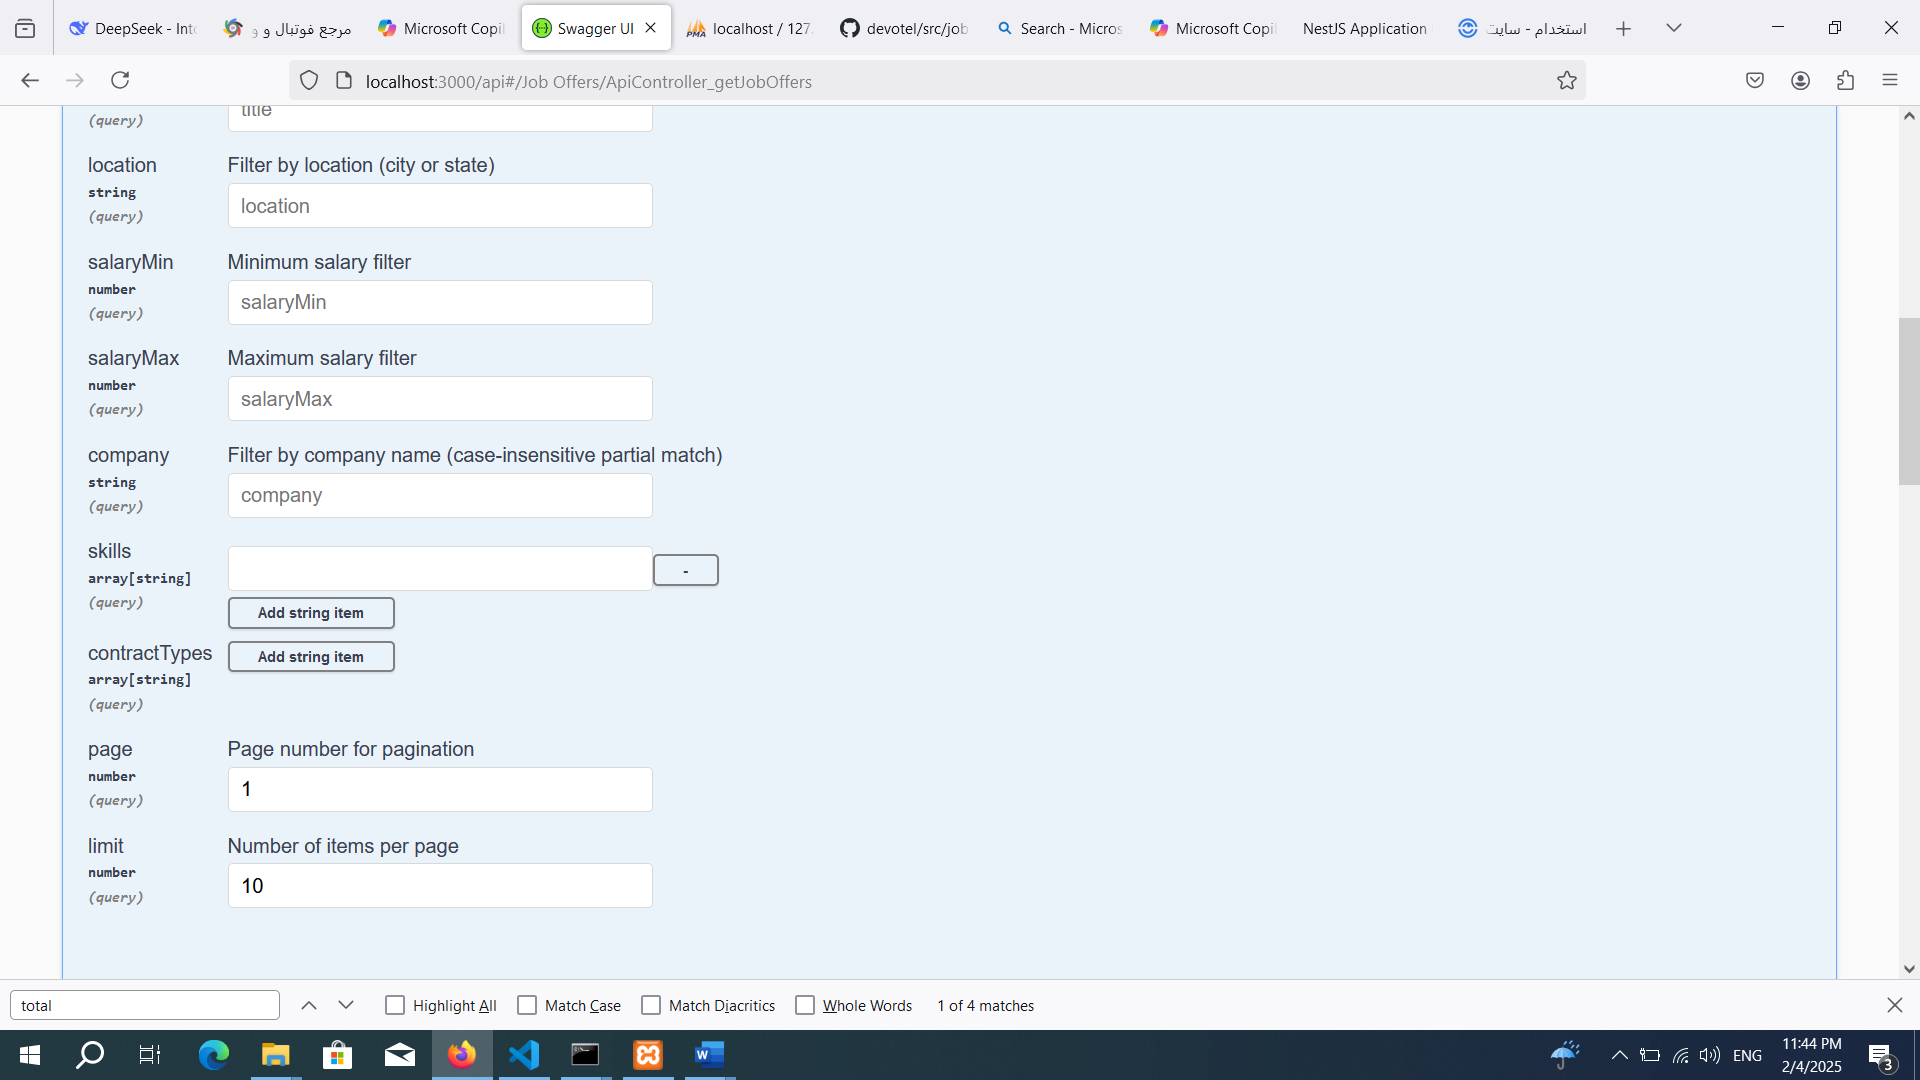 DeepSeek - Into
مرجع فوتبال و و
Microsoft Copil
Swagger UI
localhost / 127.
devotel/src/job
Search - Micros
Microsoft Copil
NestJS Application
استخدام - سایت
localhost:3000/api#/Job Offers/ApiController_getJobOffers
(query)
title
location
Filter by location (city or state)
string
(query)
location
salaryMin
Minimum salary filter
number
(query)
salaryMin
salaryMax
Maximum salary filter
number
(query)
salaryMax
company
Filter by company name (case-insensitive partial match)
string
(query)
company
skills
array[string]
(query)
-
Add string item
contractTypes
Add string item
array[string]
(query)
page
Page number for pagination
number
(query)
1
limit
Number of items per page
number
(query)
10
total
Highlight All
Match Case
Match Diacritics
Whole Words
1 of 4 matches
ENG
11:44 PM
2/4/2025
3